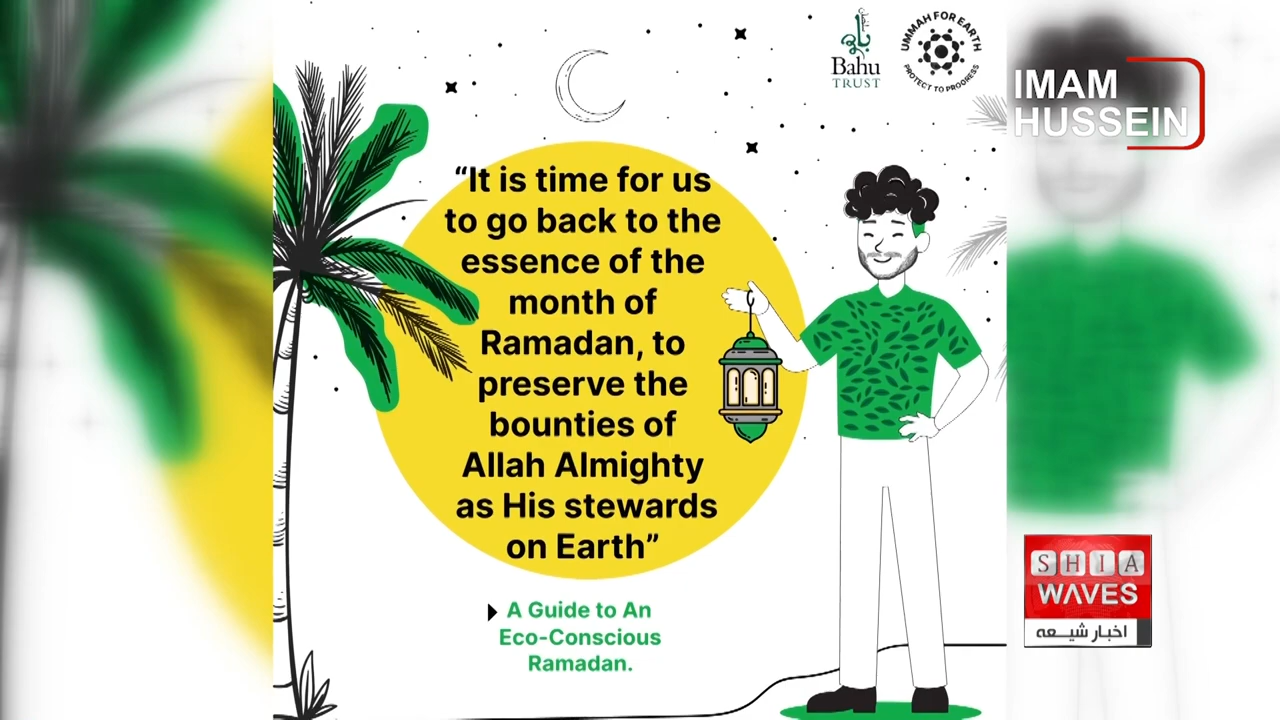 باہو
Bahu
TRUST
UMMAH FOR EARTH
PROTECT TO PROGRESS
IMAM
HUSSEIN
“It is time for us
to go back to the
essence of the
month of
Ramadan, to
preserve the
bounties of
Allah Almighty
as His stewards
on Earth”
A Guide to An
Eco-Conscious
Ramadan.
SHIA
WAVES
اخبار شیـعه